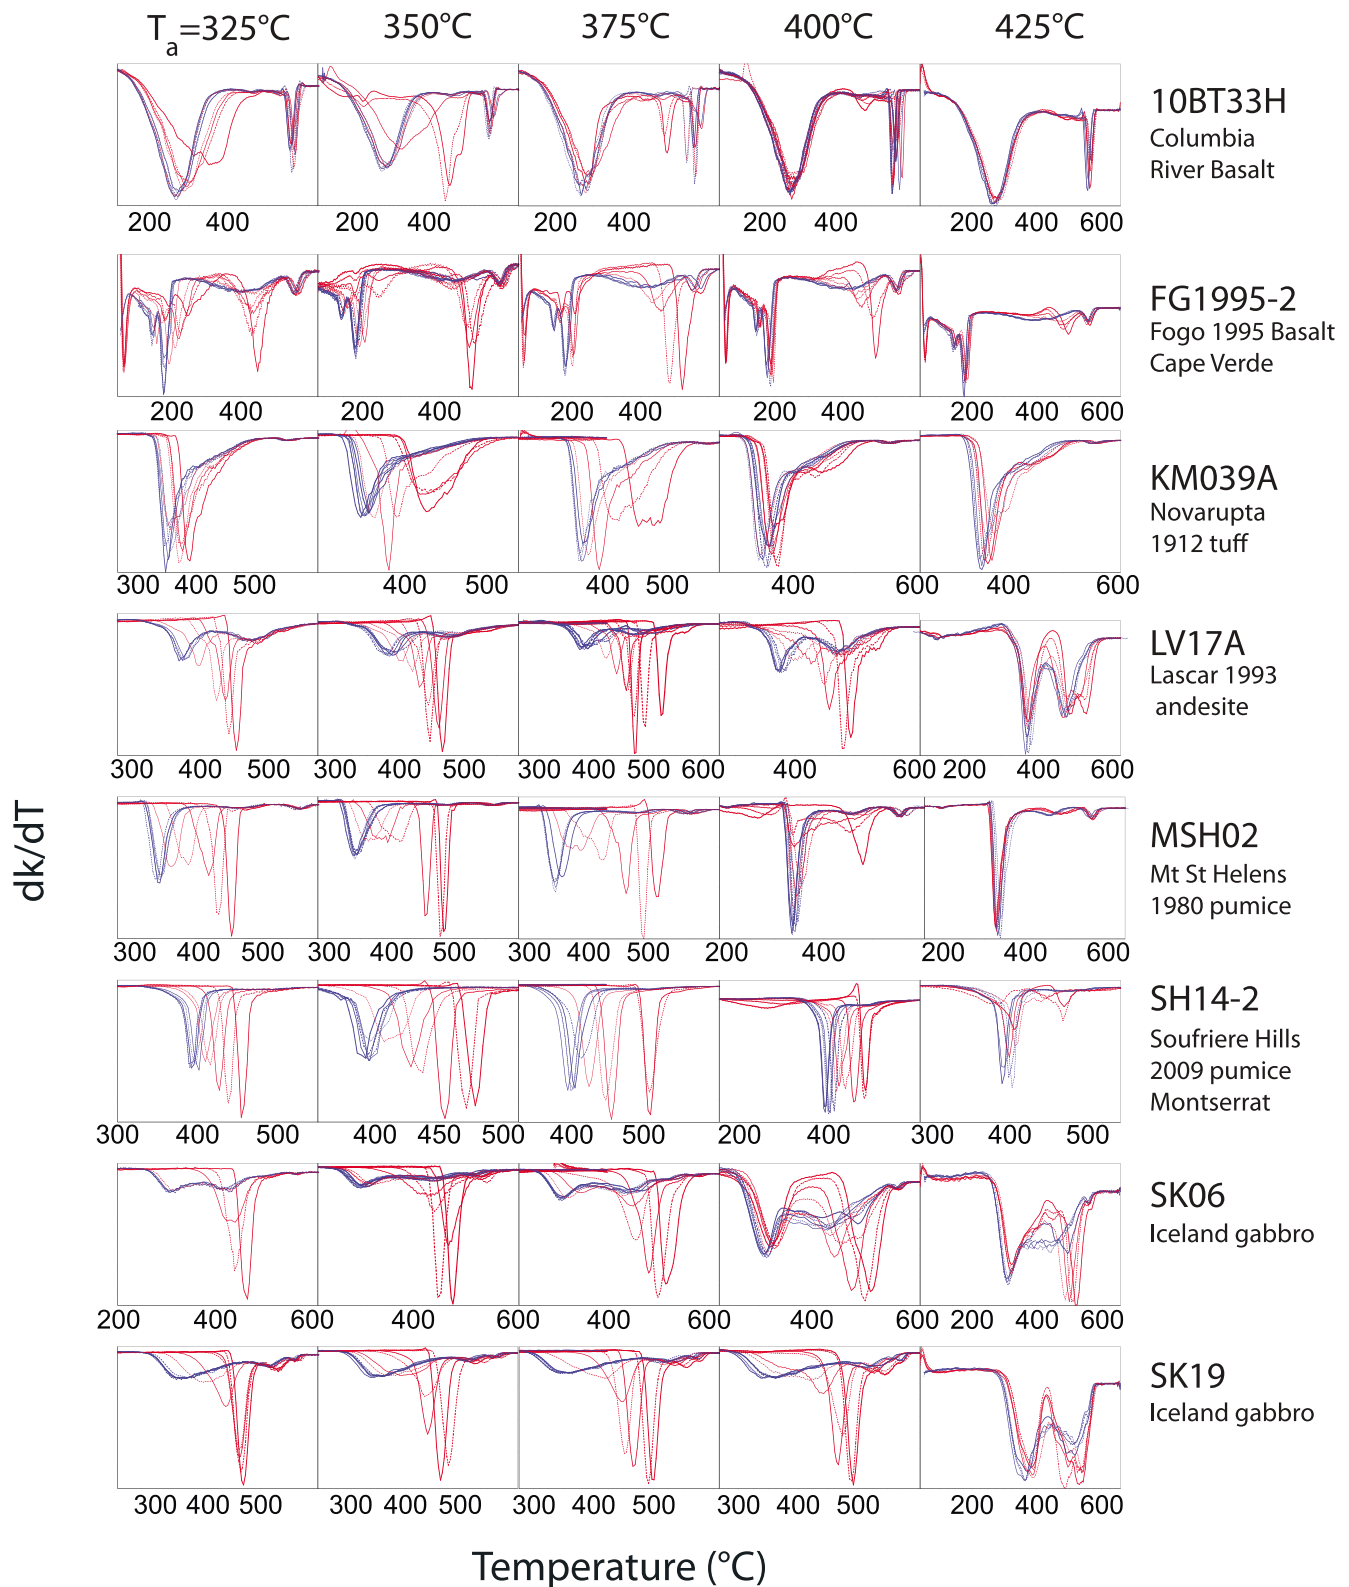 Ta=325°C 350°C 375°C 400°C 425°C
10BT33H
Columbia
River Basalt
200 400 200 400 200 400 200 400 200 400 600
FG1995-2
Fogo 1995 Basalt
Cape Verde
200 400 200 400 200 400 200 400 200 400 600
KM039A
Novarupta
1912 tuff
300 400 500 400 500 400 500 400 600 400 600
LV17A
Lascar 1993
andesite
300 400 500 300 400 500 300 400 500 600 400 600 200 400 600
dk/dT
MSH02
Mt St Helens
1980 pumice
300 400 500 300 400 500 300 400 500 200 400 200 400 600
SH14-2
Soufriere Hills
2009 pumice
Montserrat
300 400 500 400 450 500 400 500 200 400 300 400 500
SK06
Iceland gabbro
200 400 600 400 600 400 600 400 600 200 400 600
SK19
Iceland gabbro
300 400 500 300 400 500 300 400 500 300 400 500 200 400 600
Temperature (°C)